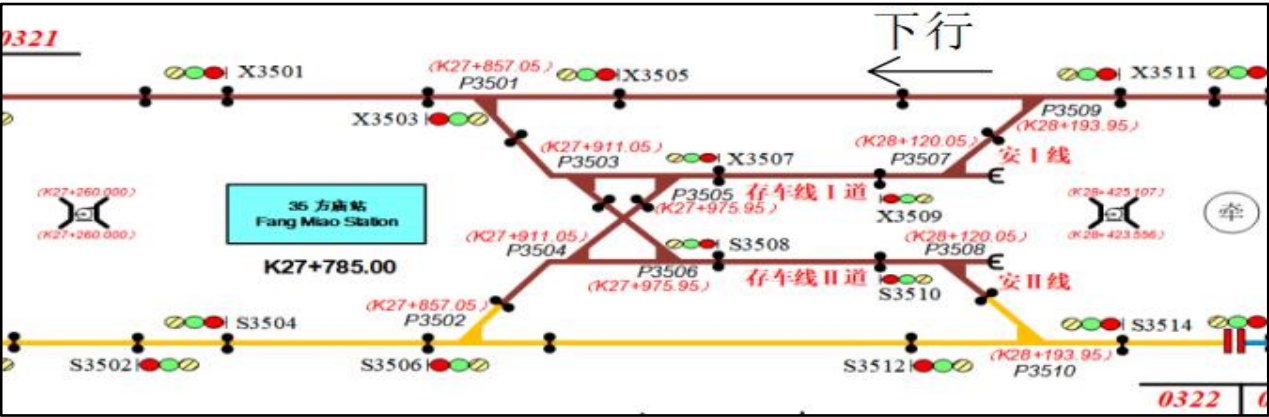 下行
0321
X3501
(K27+857.05)
P3501
X3505
X3511
X3503
P3509
(K28+193.95)
(K27+911.05)
P3503
X3507
(K28+120.05)
P3507
安Ⅰ线
(K27+260.000)
(K27+260.000)
35 方庙站
Fang Miao Station
K27+785.00
P3505
(K27+975.95)
存车线Ⅰ道
X3509
(K28+425.107)
(K28+423.556)
牵
(K27+911.05)
P3504
S3508
(K28+120.05)
P3508
P3506
(K27+975.95)
存车线Ⅱ道
S3510
安Ⅱ线
(K27+857.05)
P3502
S3504
S3514
S3502
S3506
S3512
(K28+193.95)
P3510
0322